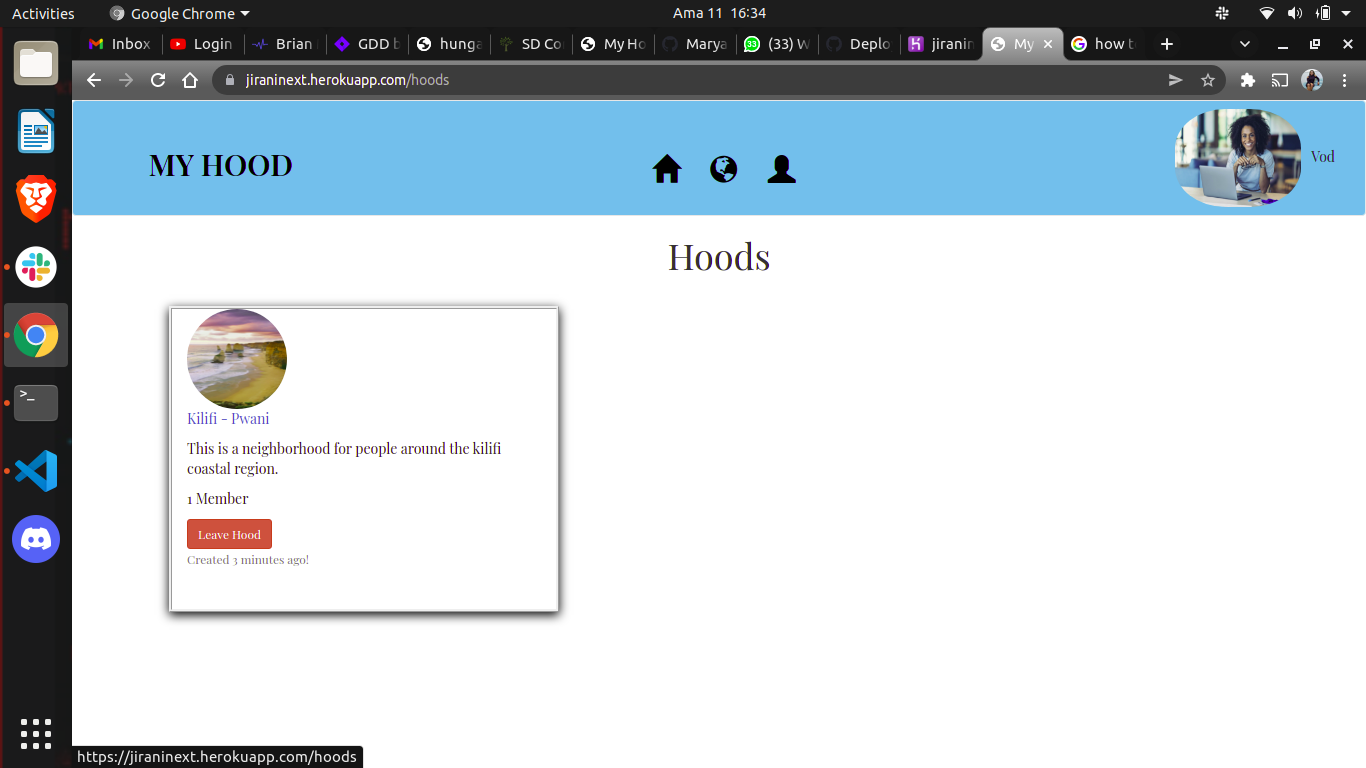 Activities
Google Chrome
Ama 11 16:34
Inbox
Login
Brian
GDD b
hunga
SD Co
My Ho
Marya
(33) W
Deplo
jiranin
My
how t
jiraninext.herokuapp.com/hoods
MY HOOD
Vod
Hoods
Kilifi - Pwani
This is a neighborhood for people around the kilifi
coastal region.
1 Member
Leave Hood
Created 3 minutes ago!
https://jiraninext.herokuapp.com/hoods